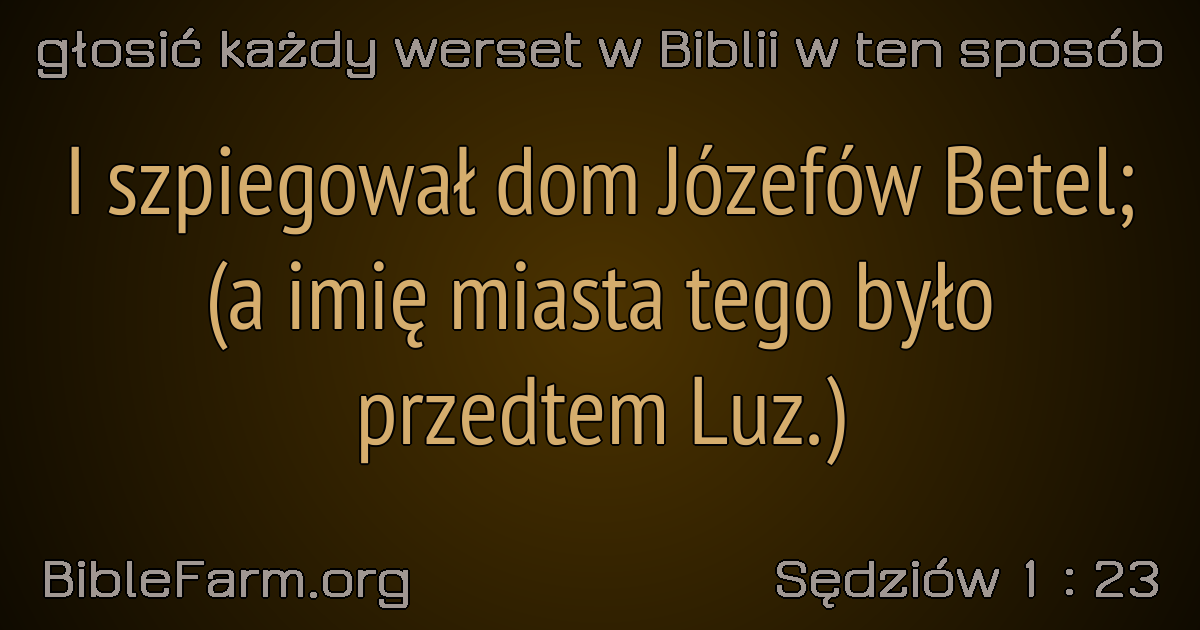 głosić każdy werset w Biblii w ten sposób
I szpiegował dom Józefów Betel;
(a imię miasta tego było
przedtem Luz.)
BibleFarm.org
Sędziów 1 : 23